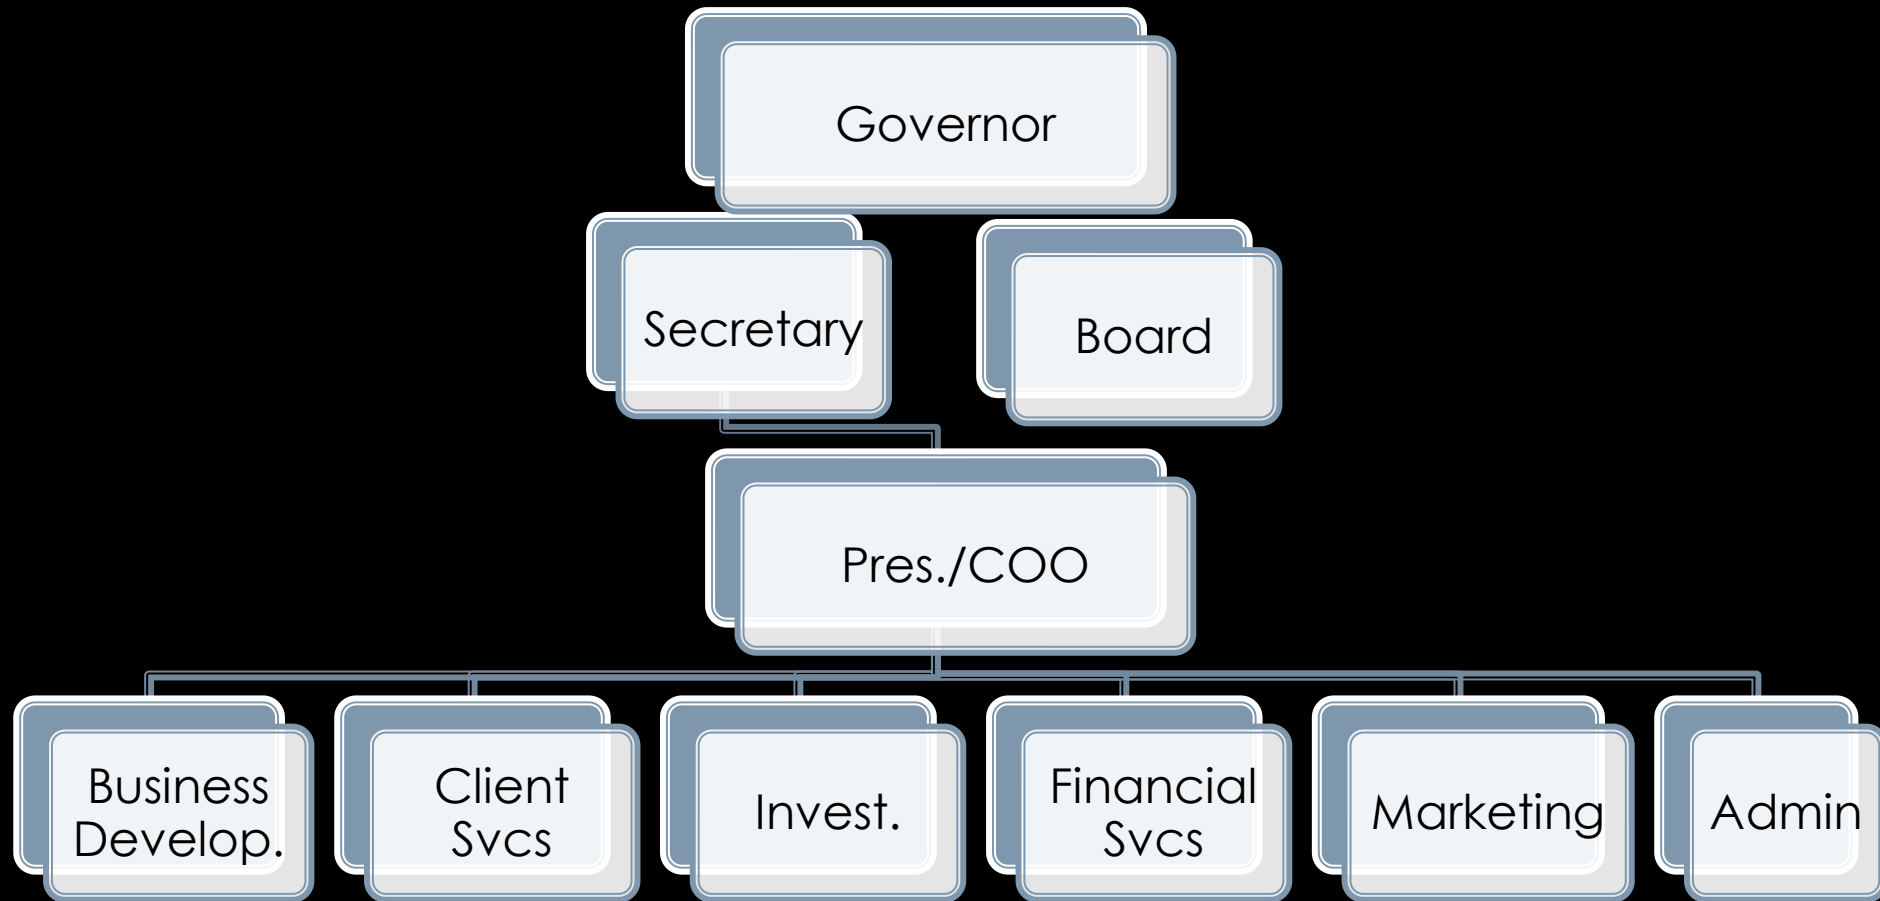 Governor
Secretary
Board
Pres./COO
Business
Develop.
Client
Svcs
Invest.
Financial
Svcs
Marketing
Admin